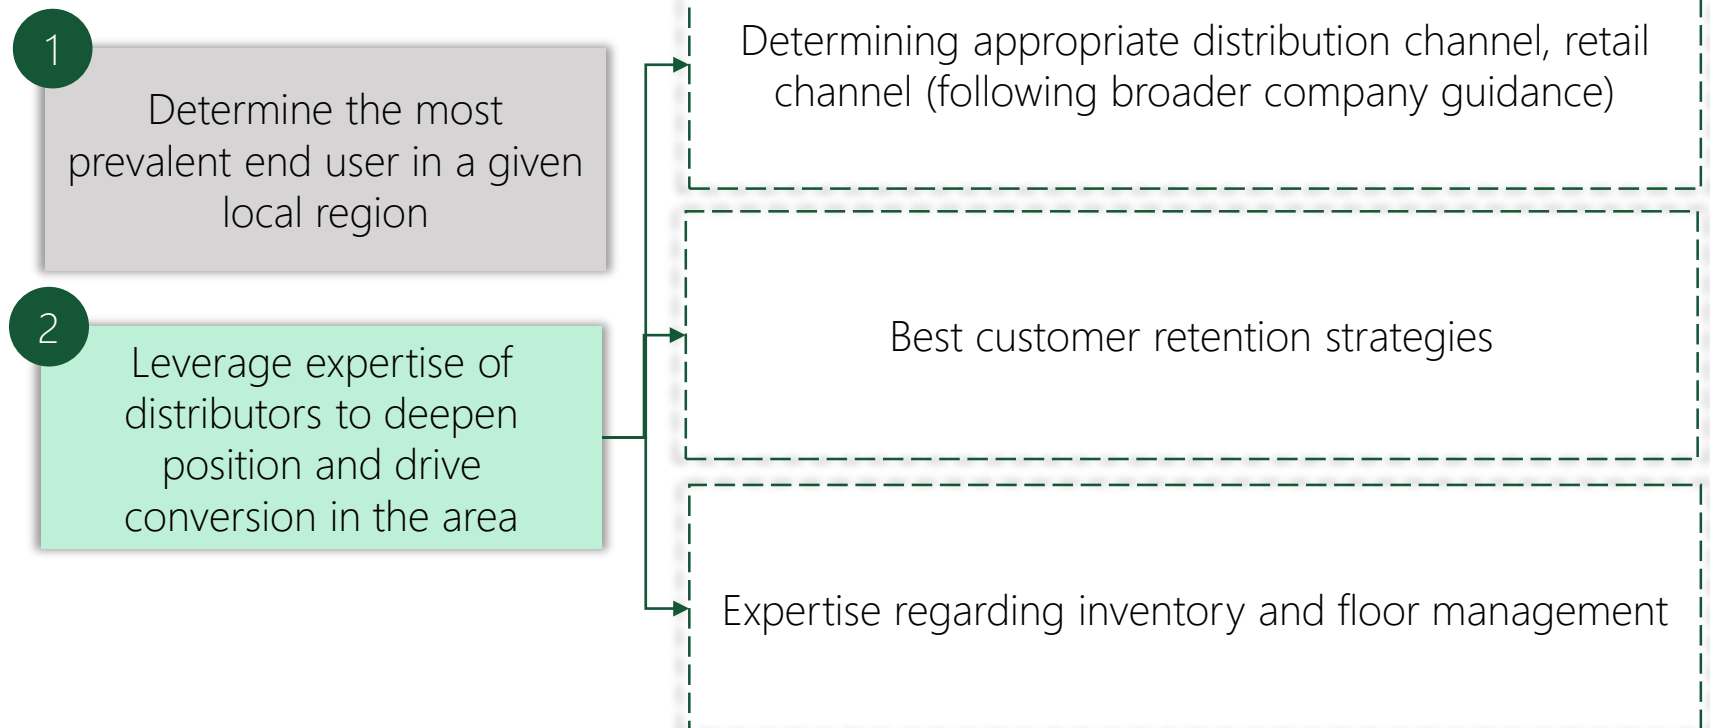 1
Determine the most
prevalent end user in a given
local region
2
Leverage expertise of
distributors to deepen
position and drive
conversion in the area
Determining appropriate distribution channel, retail
channel (following broader company guidance)
Best customer retention strategies
Expertise regarding inventory and floor management